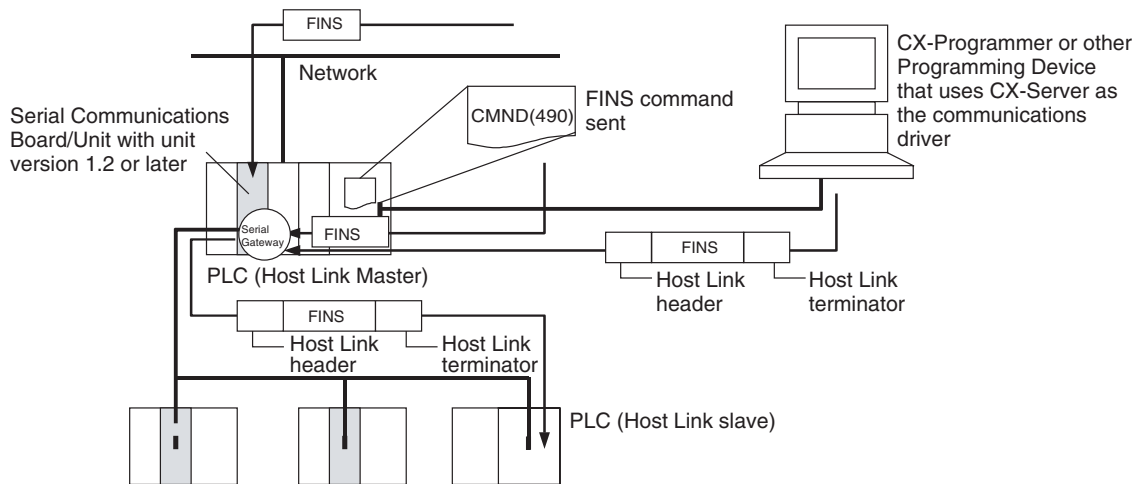 FINS
Network
CX-Programmer or other
Programming Device
that uses CX-Server as
the communications
driver
Serial Communications
Board/Unit with unit
version 1.2 or later
CMND(490)
FINS command
sent
Serial
Gateway
FINS
FINS
PLC (Host Link Master)
Host Link
header
Host Link
terminator
FINS
Host Link
header
Host Link
terminator
PLC (Host Link slave)